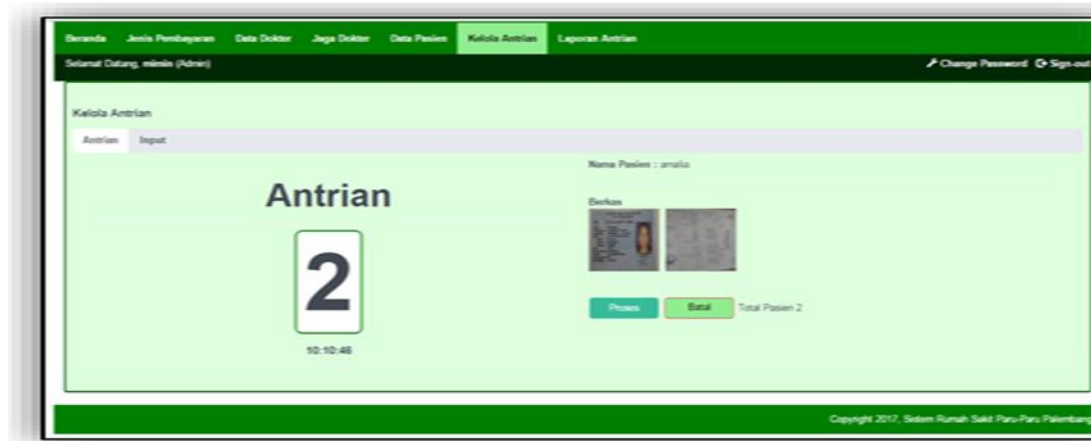 Beranda Jenis Pembayaran Data Dokter Jaga Dokter Data Pasien Kelola Antrian Laporan Antrian
Selamat Datang, mimin (Admin) Change Password Sign-out
Kelola Antrian
Antrian Input
Nama Pasien : amalia
Antrian
Berkas
2
Proses Batal Total Pasien 2
10:10:46
Copyright 2017, Sistem Rumah Sakit Paru-Paru Palembang